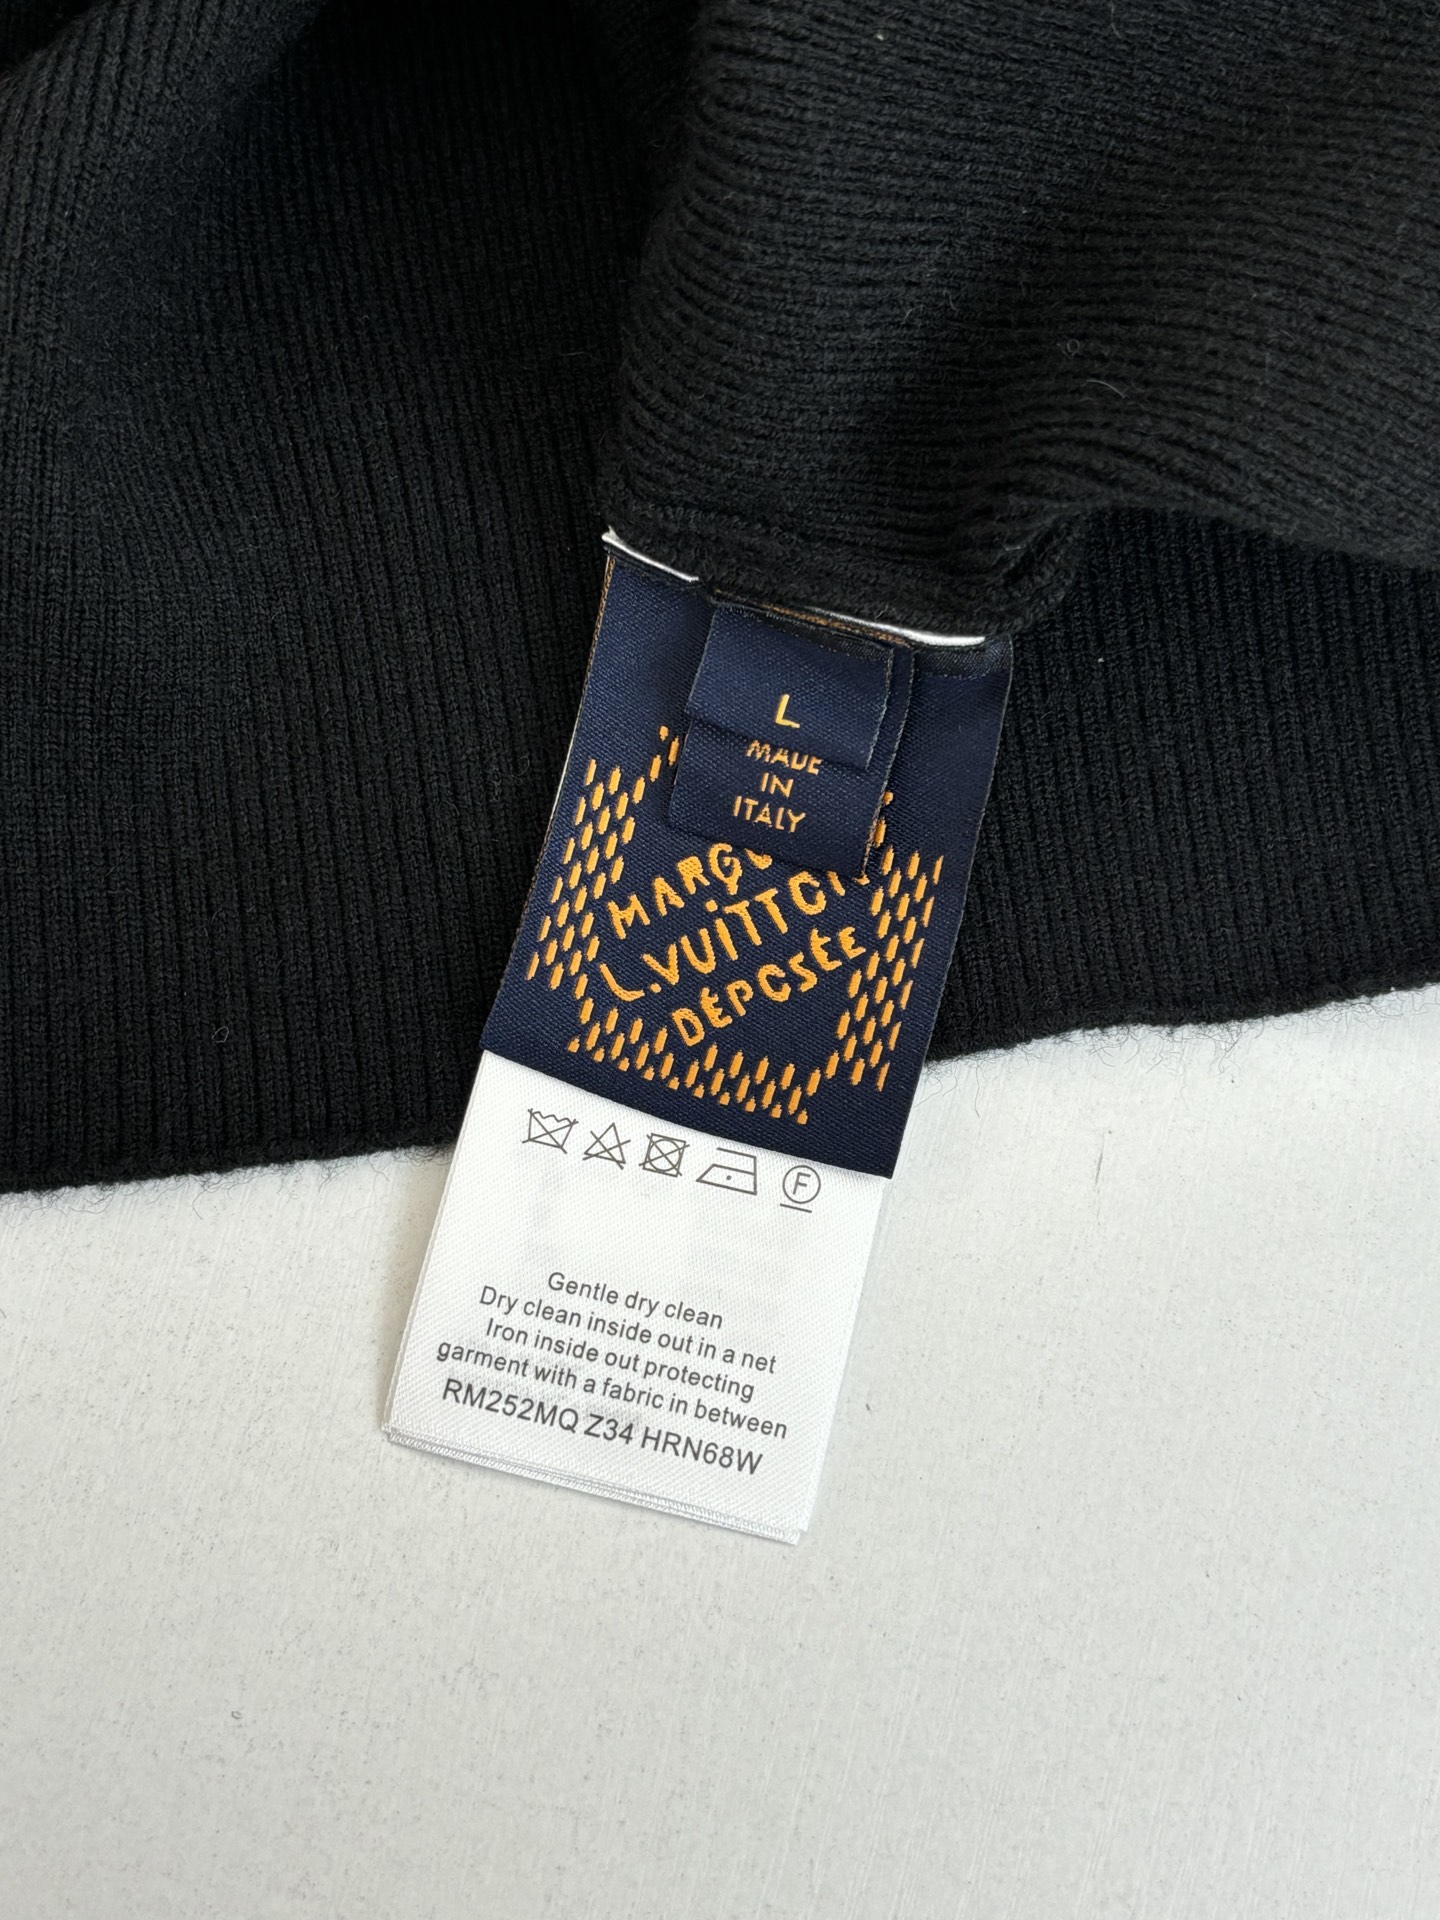 L
MADE
IN
ITALY
L.VUITTON
DÉPOSÉE
F
Gentle dry clean
Dry clean inside out in a net
Iron inside out protecting
garment with a fabric in between
RM252MQ Z34 HRN68W